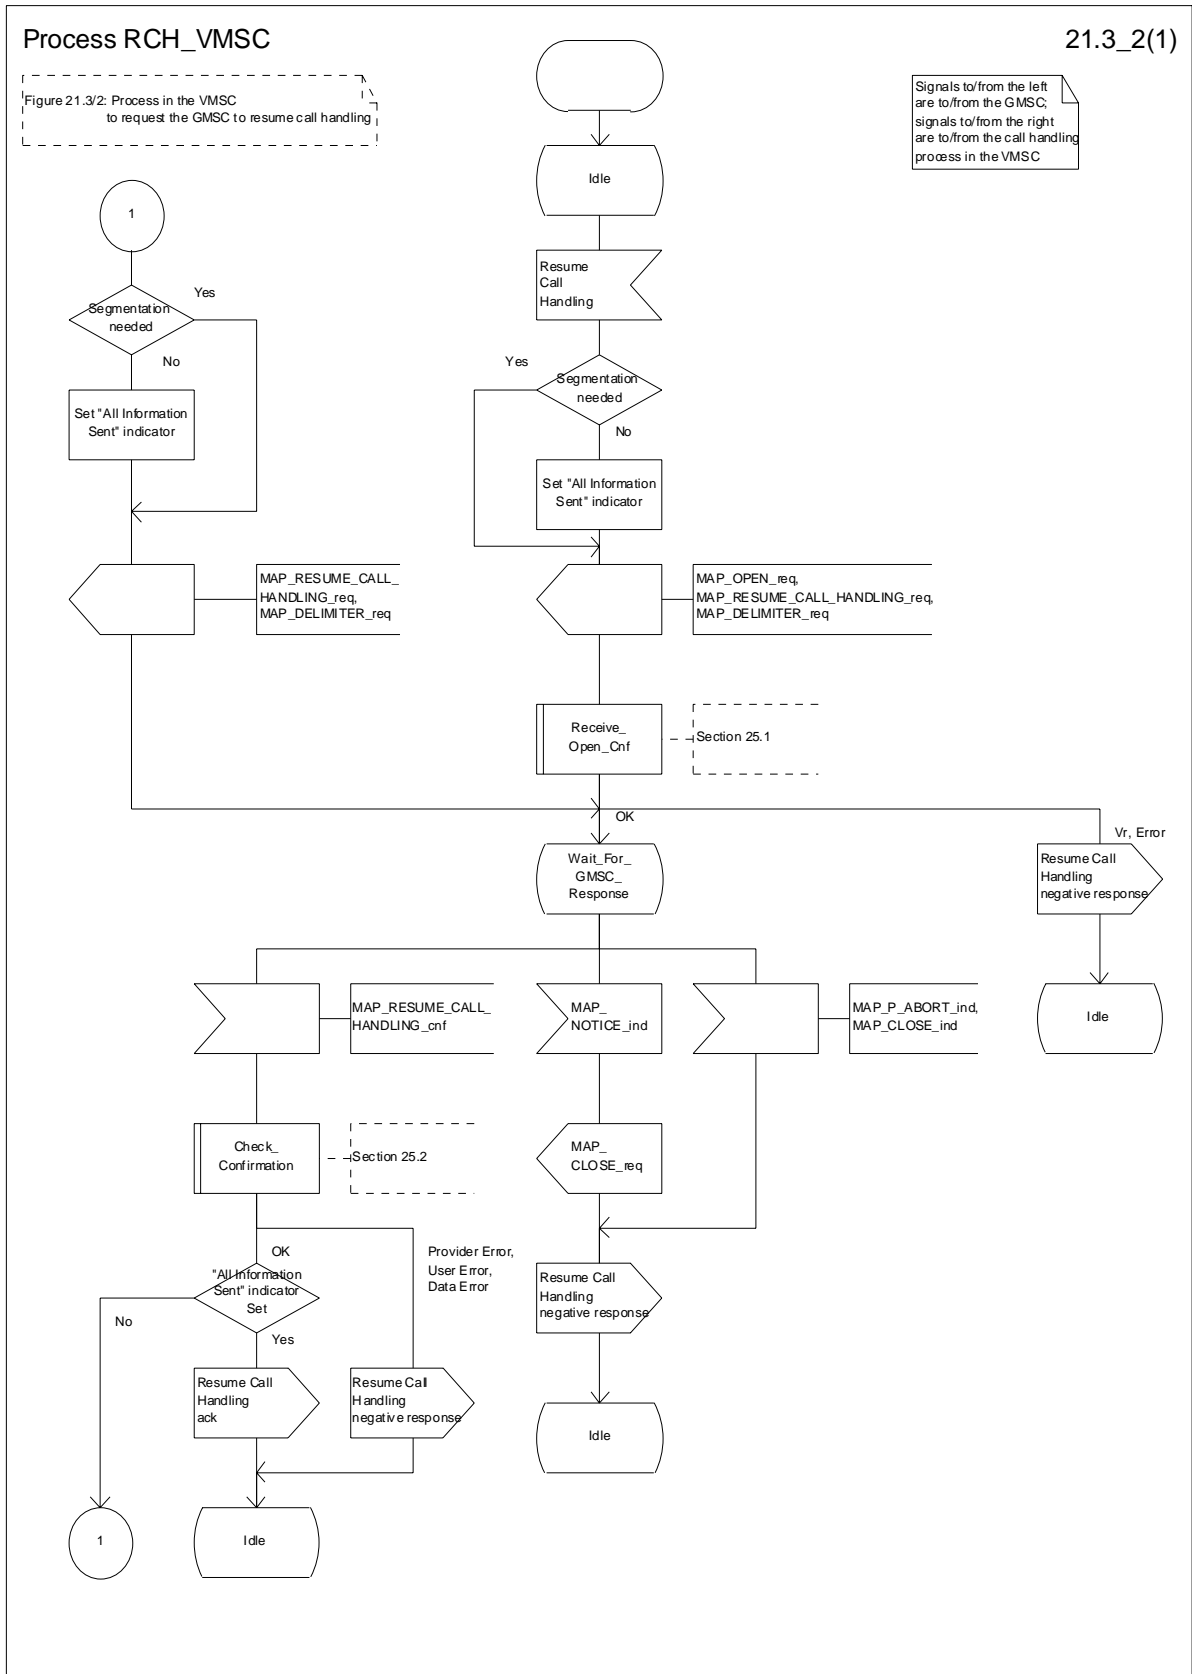 Process RCH_VMSC
21.3_2(1)
Figure 21.3/2: Process in the VMSC
to request the GMSC to resume call handling
Signals to/from the left
are to/from the GMSC;
signals to/from the right
are to/from the call handling
process in the VMSC
Idle
1
Resume
Call
Handling
Segmentation
needed
Yes
No
Segmentation
needed
Yes
No
Set "All Information
Sent" indicator
Set "All Information
Sent" indicator
MAP_RESUME_CALL_
HANDLING_req,
MAP_DELIMITER_req
MAP_OPEN_req,
MAP_RESUME_CALL_HANDLING_req,
MAP_DELIMITER_req
Receive_
Open_Cnf
Section 25.1
OK
Vr, Error
Wait_For_
GMSC_
Response
Resume Call
Handling
negative response
MAP_RESUME_CALL_
HANDLING_cnf
MAP_
NOTICE_ind
MAP_P_ABORT_ind,
MAP_CLOSE_ind
Idle
Check_
Confirmation
Section 25.2
MAP_
CLOSE_req
OK
Provider Error,
User Error,
Data Error
"All Information
Sent" indicator
Set
No
Yes
Resume Call
Handling
negative response
Resume Call
Handling
ack
Resume Call
Handling
negative response
Idle
1
Idle